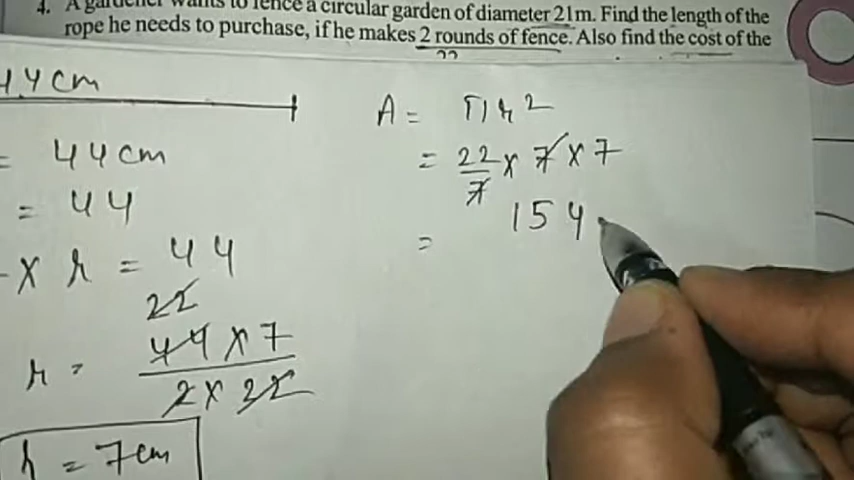 4. A gardener wants to fence a circular garden of diameter 21m. Find the length of the
rope he needs to purchase, if he makes 2 rounds of fence. Also find the cost of the
44cm
= 44cm
= 44
× r = 44
22
r = 44×7
2×22
r = 7cm
A = πr2
= 22 × 7 × 7
7
= 154